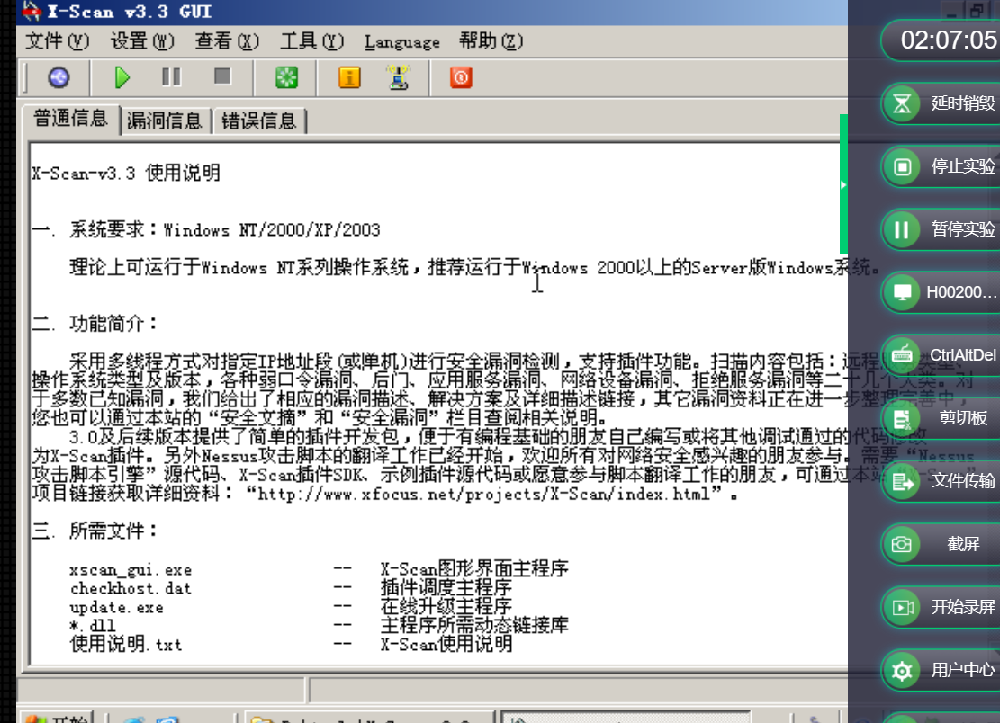 X-Scan v3.3 GUI
文件(V) 设置(W) 查看(X) 工具(Y) Language 帮助(Z)
普通信息 漏洞信息 错误信息
X-Scan-v3.3 使用说明
一. 系统要求：Windows NT/2000/XP/2003
理论上可运行于Windows NT系列操作系统，推荐运行于Windows 2000以上的Server版Windows系统。
二. 功能简介：
采用多线程方式对指定IP地址段(或单机)进行安全漏洞检测，支持插件功能。扫描内容包括：远程
操作系统类型及版本，各种弱口令漏洞、后门、应用服务漏洞、网络设备漏洞、拒绝服务漏洞等二十几个大类。对
于多数已知漏洞，我们给出了相应的漏洞描述、解决方案及详细描述链接，其它漏洞资料正在进一步整理完善中，
您也可以通过本站的“安全文摘”和“安全漏洞”栏目查阅相关说明。
3.0及后续版本提供了简单的插件开发包，便于有编程基础的朋友自己编写或将其他调试通过的代码修改
为X-Scan插件。另外Nessus攻击脚本的翻译工作已经开始，欢迎所有对网络安全感兴趣的朋友参与。需要“Nessus
攻击脚本引擎”源代码、X-Scan插件SDK、示例插件源代码或愿意参与脚本翻译工作的朋友，可通过本站
项目链接获取详细资料：“http://www.xfocus.net/projects/X-Scan/index.html”。
三. 所需文件：
xscan_gui.exe -- X-Scan图形界面主程序
checkhost.dat -- 插件调度主程序
update.exe -- 在线升级主程序
*.dll -- 主程序所需动态链接库
使用说明.txt -- X-Scan使用说明
02:07:05
延时销毁
停止实验
暂停实验
H00200...
CtrlAltDel
剪切板
文件传输
截屏
开始录屏
用户中心
开始